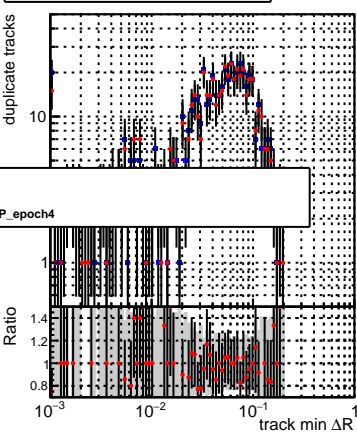 duplicate tracks
10
P_epoch4
1
Ratio
1.4
1.2
1
0.8
10⁻³
10⁻²
10⁻¹
1
track min ΔR